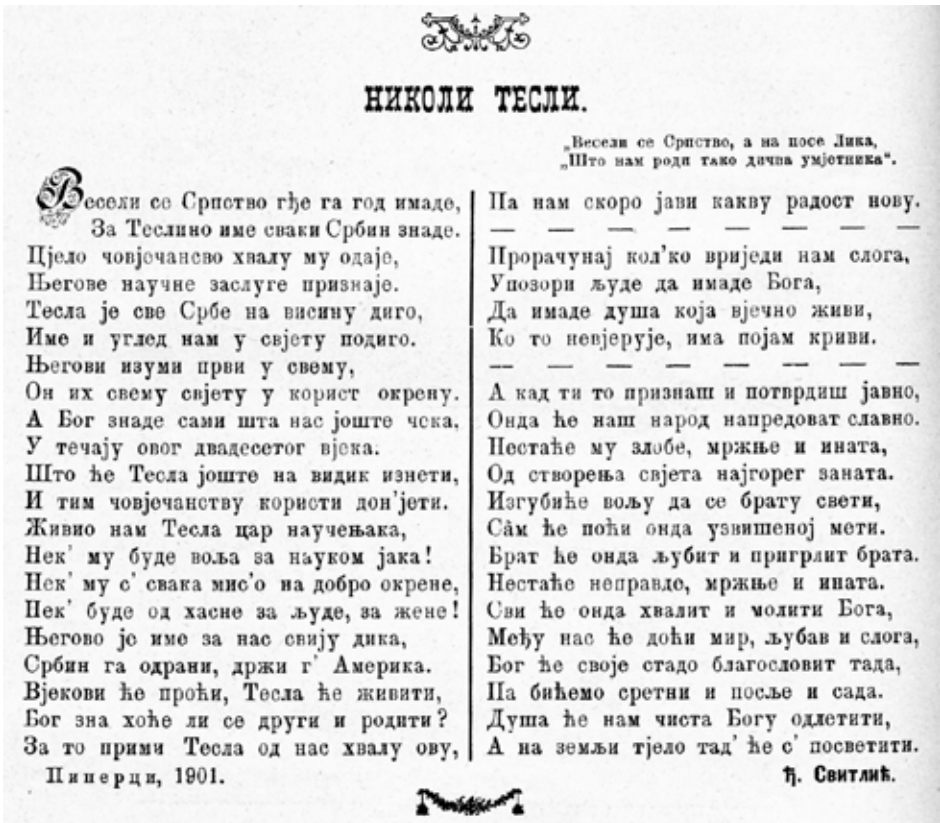 НИКОЛИ ТЕСЛИ.
„Весели се Српство, а на посе Лика,
„Што нам роди тако дична умјетника“.
Весели се Српство гђе га год имаде,
За Теслино име сваки Србин знаде.
Цјело човјечансво хвалу му одаје,
Његове научне заслуге признаје.
Тесла је све Србе на висину диго,
Име и углед нам у свјету подиго.
Његови изуми први у свему,
Он их свему свјету у корист окрену.
А Бог знаде сами шта нас јоште чека,
У течају овог двадесетог вјека.
Што ће Тесла јоште на видик изнети,
И тим човјечанству користи дон'јети.
Живио нам Тесла цар научењака,
Нек' му буде воља за науком јака!
Нек' му с' свака мис'о на добро окрене,
Нек' буде од хасне за људе, за жене!
Његово је име за нас свију дика,
Србин га одрани, држи г' Америка.
Вјекови ће проћи, Тесла ће живити,
Бог зна хоће ли се други и родити?
За то прими Тесла од нас хвалу ову,
Пиперци, 1901.
Па нам скоро јави какву радост нову.
— — — — — — — —
Прорачунај кол'ко вриједи нам слога,
Упозори људе да имаде Бога,
Да имаде душа која вјечно живи,
Ко то невјерује, има појам криви.
— — — — — — — —
А кад ти то признаш и потврдиш јавно,
Онда ће наш народ напредоват славно.
Нестаће му злобе, мржње и ината,
Од створења свјета најгорег заната.
Изгубиће вољу да се брату свети,
Са̂м ће поћи онда узвишеној мети.
Брат ће онда љубит и пригрлит брата.
Нестаће неправде, мржње и ината.
Сви ће онда хвалит и молити Бога,
Међу нас ће доћи мир, љубав и слога,
Бог ће своје стадо благословит тада,
Па бићемо сретни и посље и сада.
Душа ће нам чиста Богу одлетити,
А на земљи тјело тад' ће с' посветити.
Ђ. Свитлић.